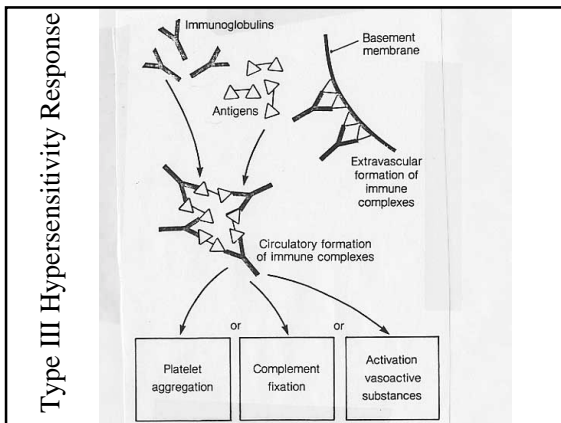 Type III Hypersensitivity Response
Immunoglobulins
Antigens
Basement
membrane
Extravascular
formation of
immune
complexes
Circulatory formation
of immune complexes
or
or
Platelet
aggregation
Complement
fixation
Activation
vasoactive
substances